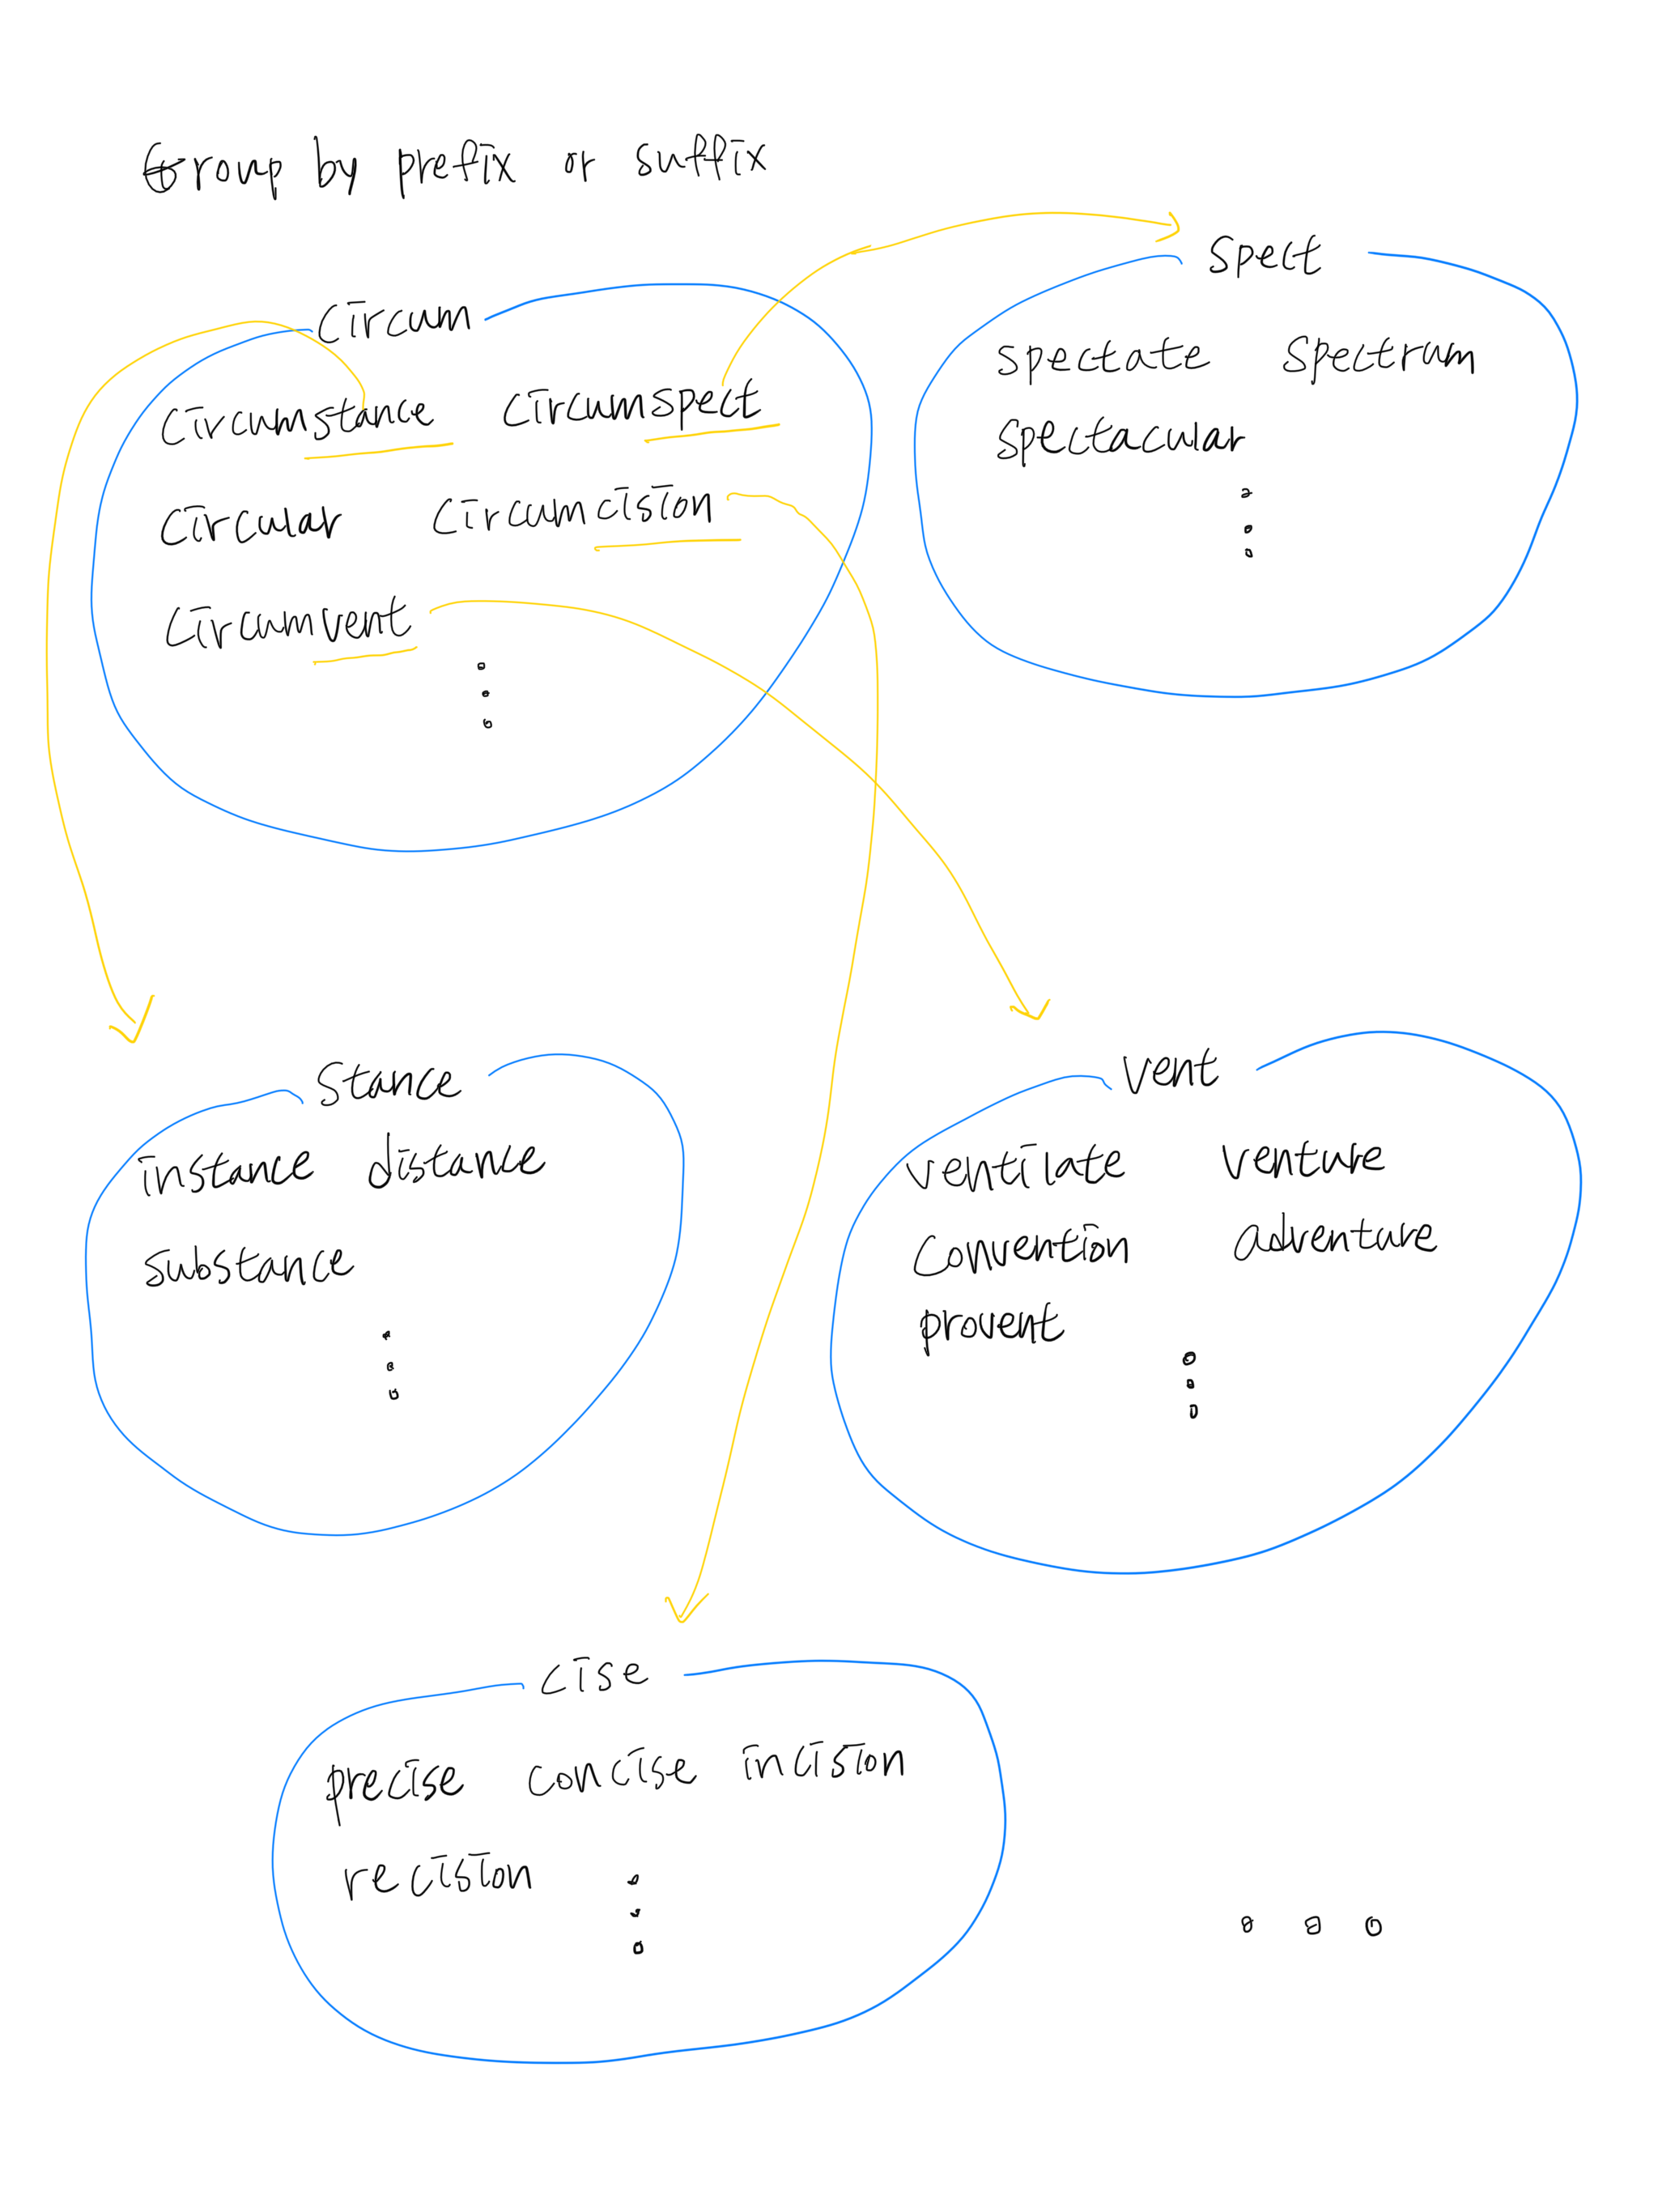 Group by prefix or suffix
circum
circumstance circumspect
circular circumcision
circumvent
spect
spectate spectrum
spectacular
stance
instance distance
substance
vent
ventilate venture
convention adventure
provent
cise
precise concise incision
recision